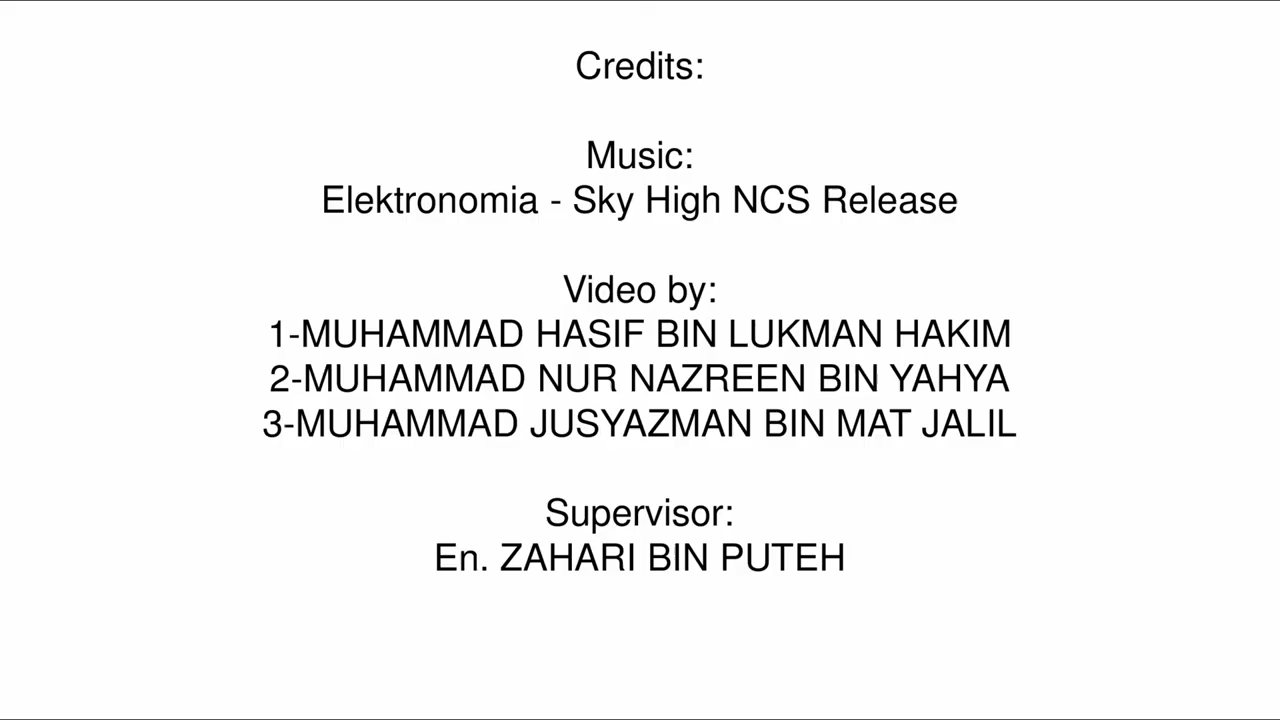 Credits:
Music:
Elektronomia - Sky High NCS Release
Video by:
1-MUHAMMAD HASIF BIN LUKMAN HAKIM
2-MUHAMMAD NUR NAZREEN BIN YAHYA
3-MUHAMMAD JUSYAZMAN BIN MAT JALIL
Supervisor:
En. ZAHARI BIN PUTEH